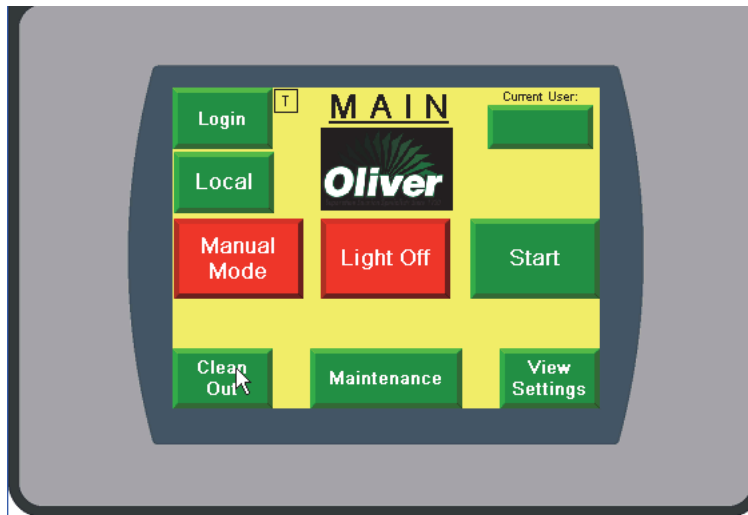 Login
T
MAIN
Current User:
Local
Oliver
Manual
Mode
Light Off
Start
Clean
Out
Maintenance
View
Settings